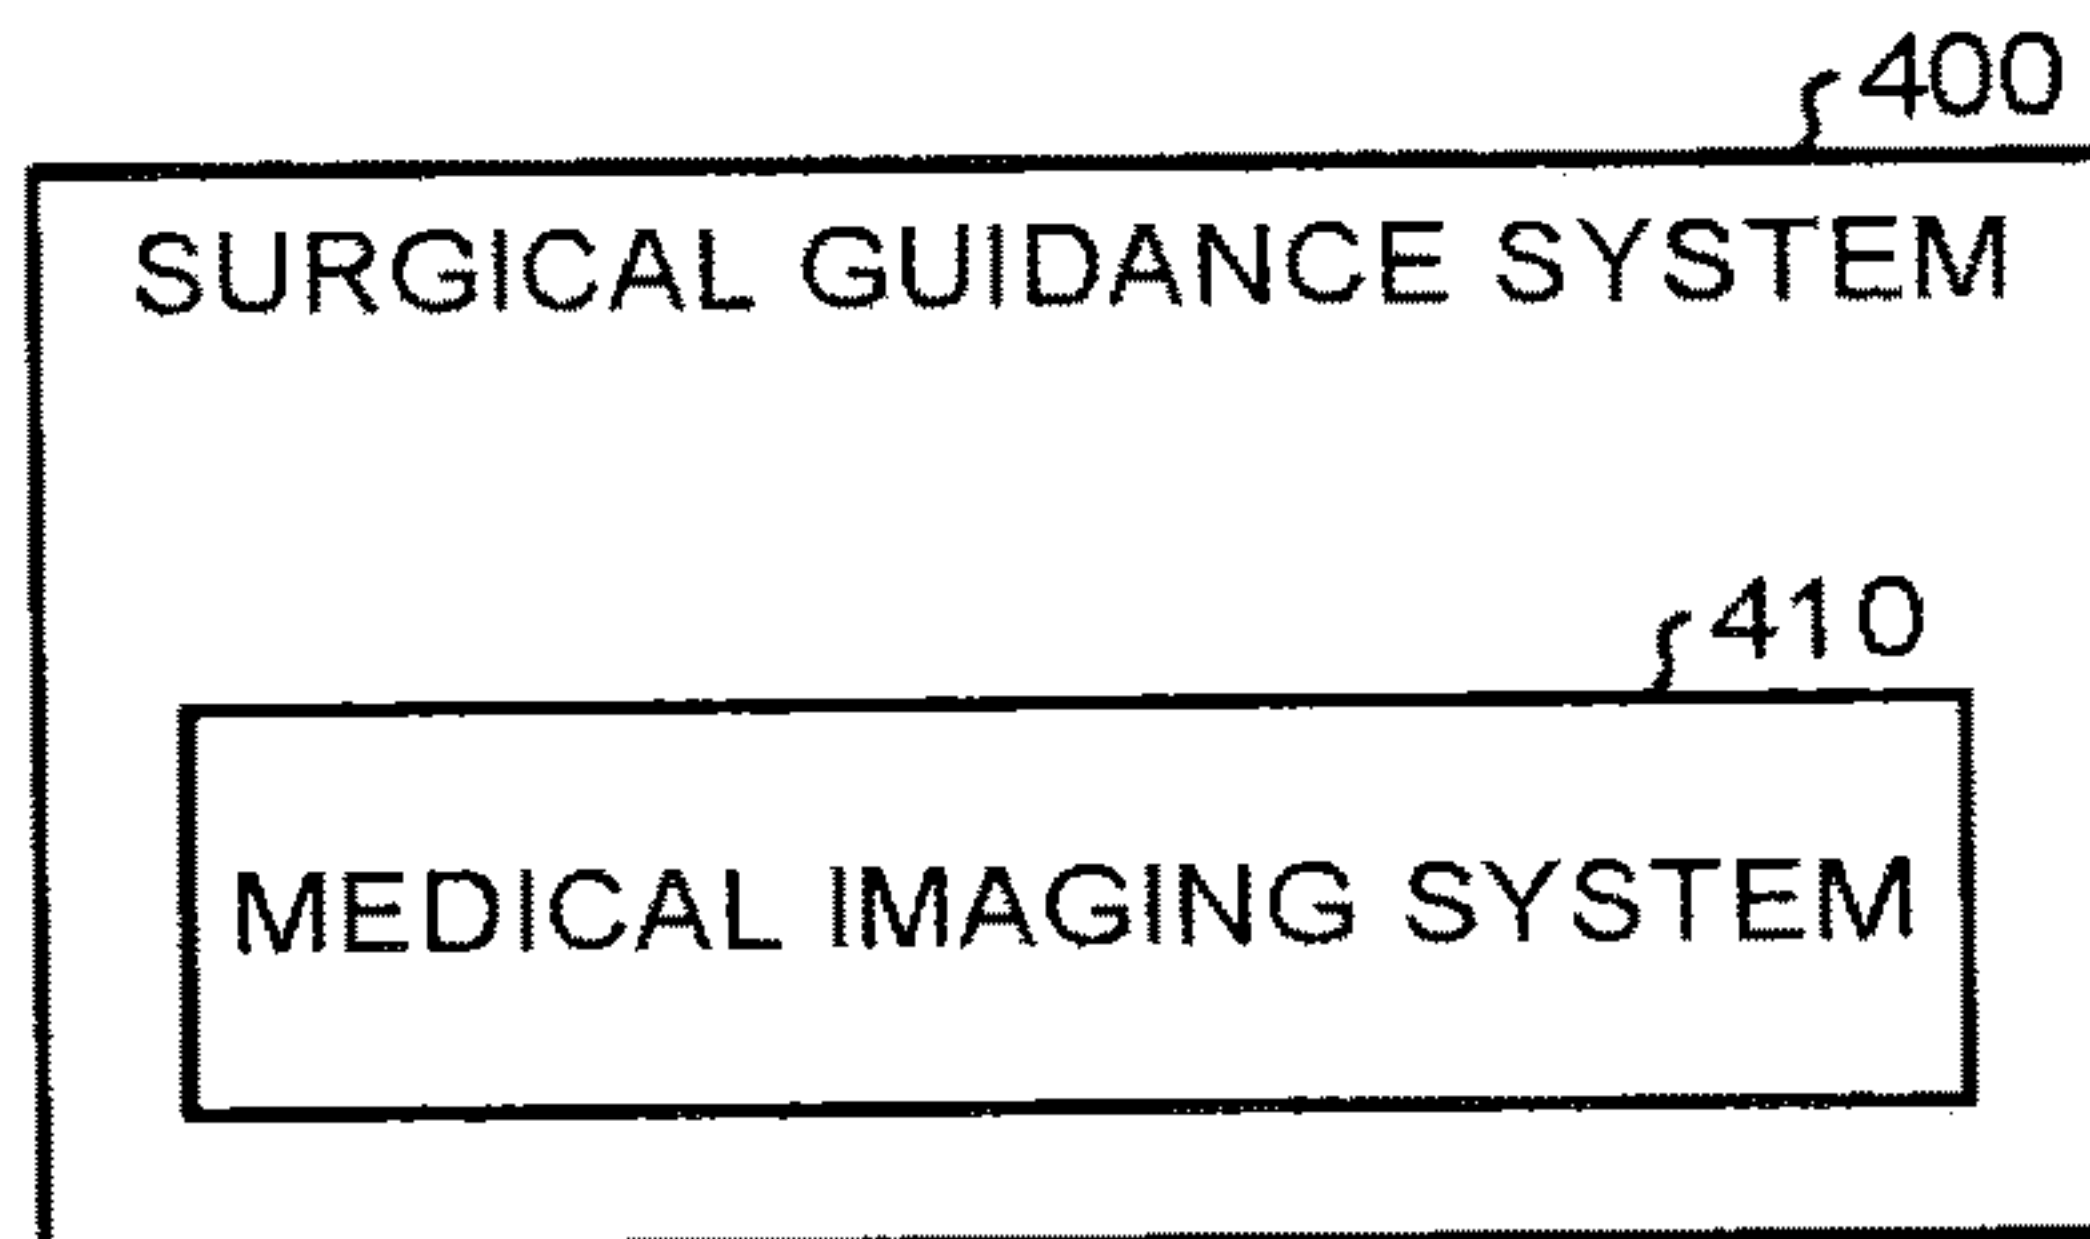 400
SURGICAL GUIDANCE SYSTEM
410
MEDICAL IMAGING SYSTEM